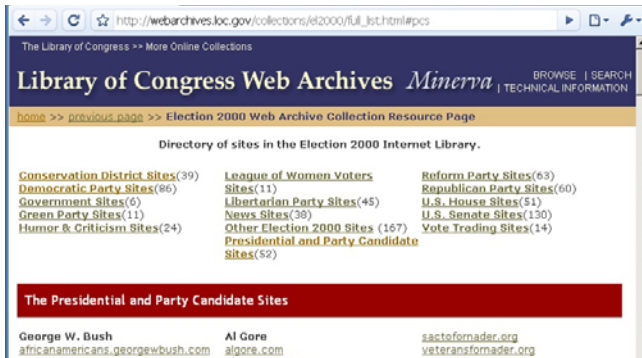 http://webarchives.loc.gov/collections/el2000/full_list.html#pcs
The Library of Congress >> More Online Collections
Library of Congress Web Archives Minerva
BROWSE | SEARCH
| TECHNICAL INFORMATION
home >> previous page >> Election 2000 Web Archive Collection Resource Page
Directory of sites in the Election 2000 Internet Library.
Conservation District Sites(39)
Democratic Party Sites(86)
Government Sites(6)
Green Party Sites(11)
Humor & Criticism Sites(24)
League of Women Voters
Sites(11)
Libertarian Party Sites(45)
News Sites(38)
Other Election 2000 Sites (167)
Presidential and Party Candidate
Sites(52)
Reform Party Sites(63)
Republican Party Sites(60)
U.S. House Sites(51)
U.S. Senate Sites(130)
Vote Trading Sites(14)
The Presidential and Party Candidate Sites
George W. Bush
africanamericans.georgewbush.com
Al Gore
algore.com
sactofornader.org
veteransfornader.org